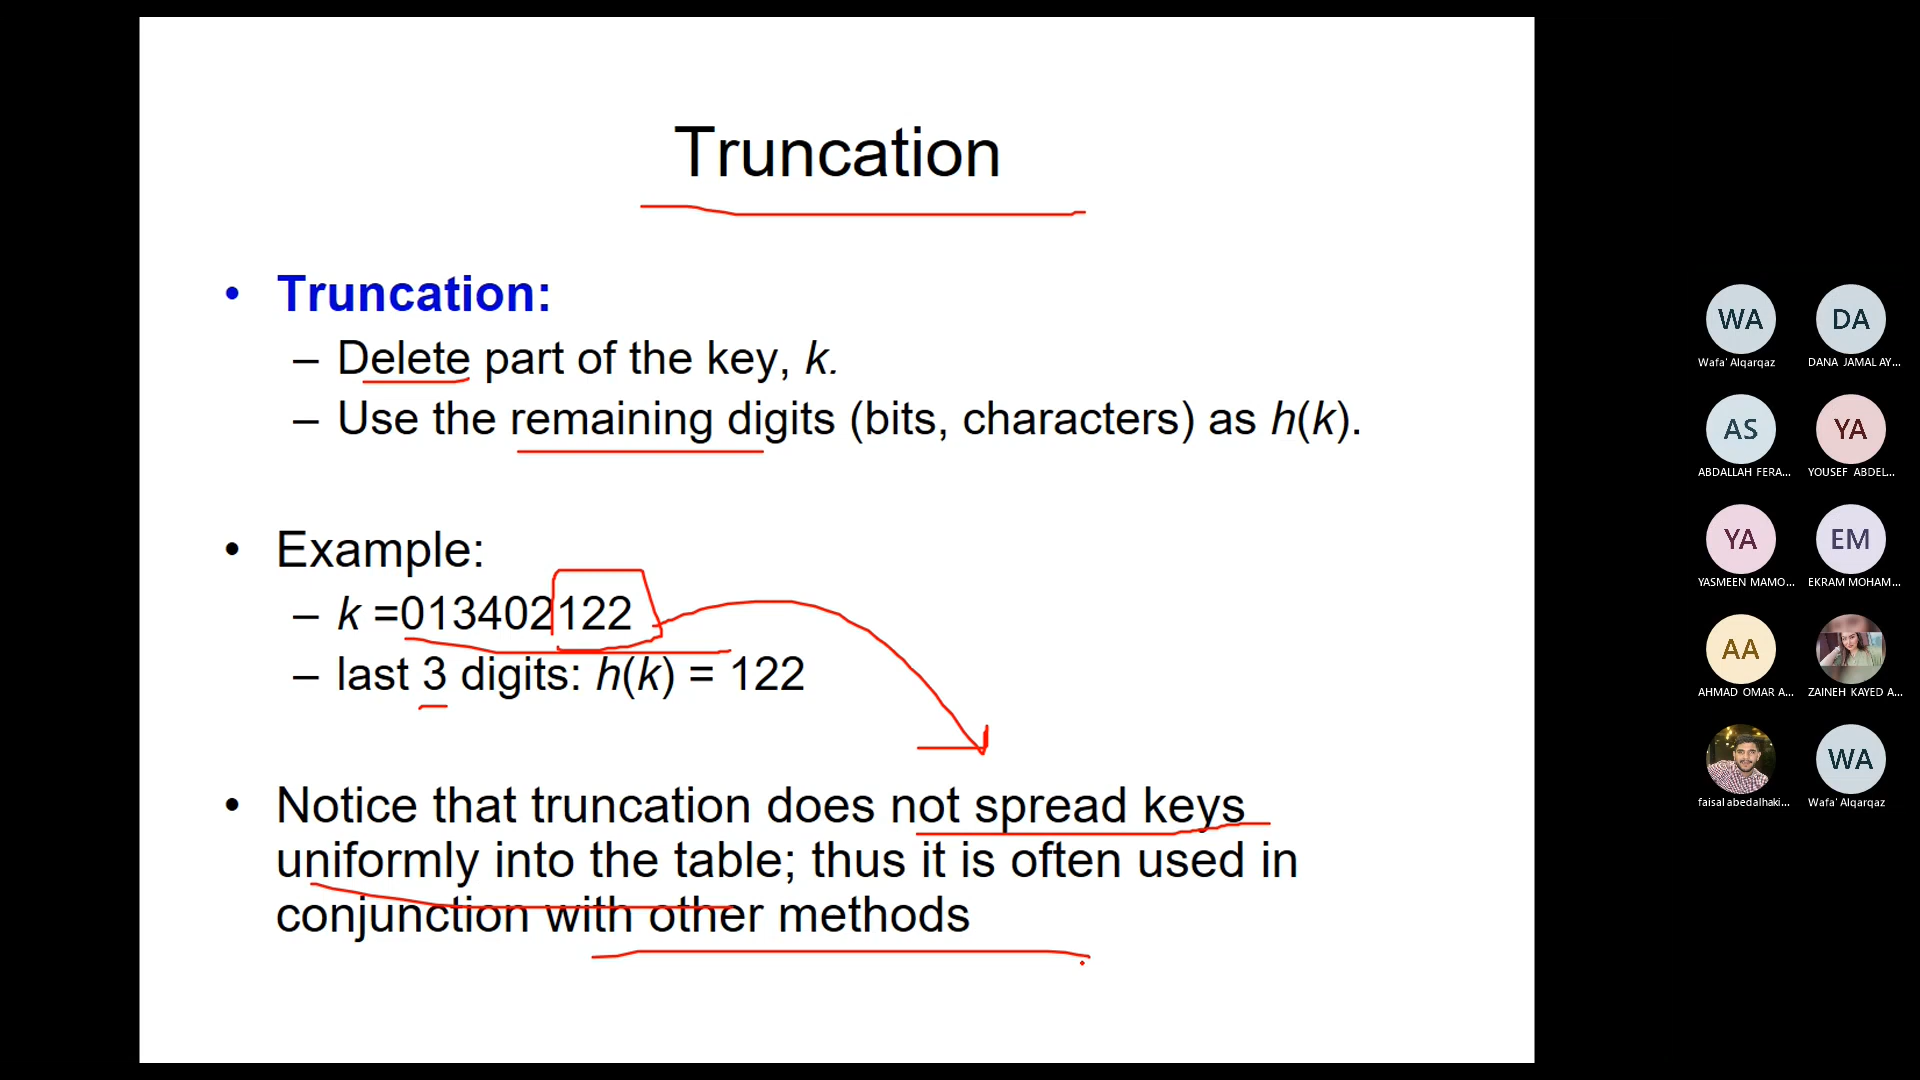 Truncation
• Truncation:
– Delete part of the key, k.
– Use the remaining digits (bits, characters) as h(k).
• Example:
– k =013402122
– last 3 digits: h(k) = 122
• Notice that truncation does not spread keys
uniformly into the table; thus it is often used in
conjunction with other methods
WA DA
Wafa' Alqarqaz DANA JAMAL AY...
AS YA
ABDALLAH FERA... YOUSEF ABDEL...
YA EM
YASMEEN MAMO... EKRAM MOHAM...
AA
AHMAD OMAR A... ZAINEH KAYED A...
WA
faisal abedalhaki... Wafa' Alqarqaz